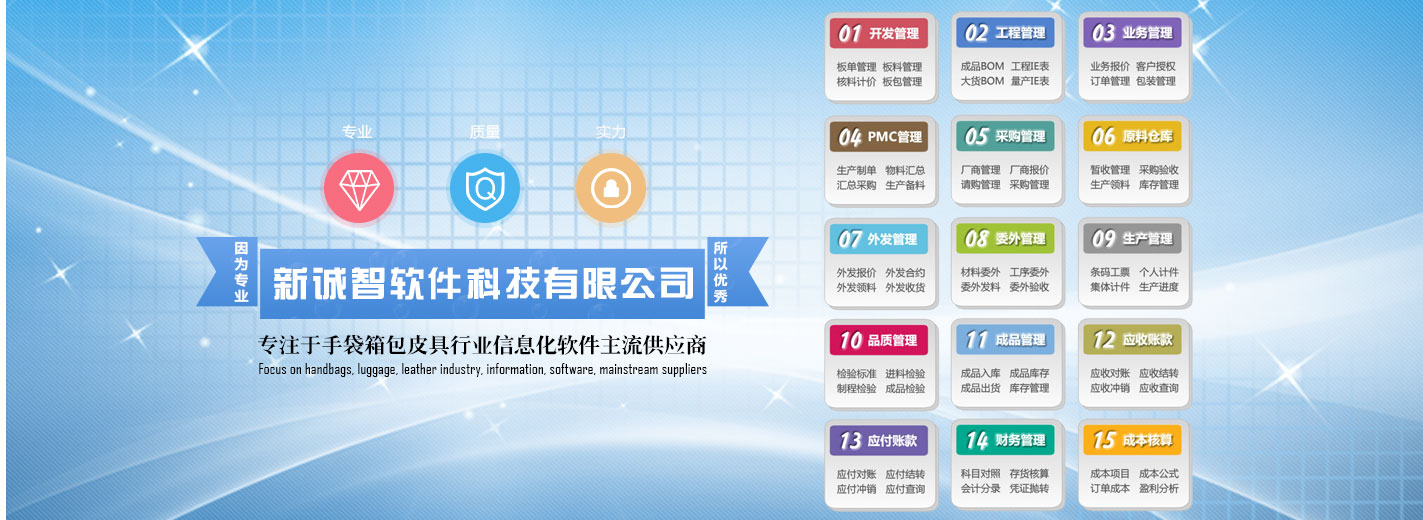 专业 质量 实力
因为专业
新诚智软件科技有限公司
所以优秀
专注于手袋箱包皮具行业信息化软件主流供应商
Focus on handbags, luggage, leather industry, information, software, mainstream suppliers
01 开发管理
板单管理 板料管理
核料计价 板包管理
02 工程管理
成品BOM 工程IE表
大货BOM 量产IE表
03 业务管理
业务报价 客户授权
订单管理 包装管理
04 PMC管理
生产制单 物料汇总
汇总采购 生产备料
05 采购管理
厂商管理 厂商报价
请购管理 采购管理
06 原料仓库
暂收管理 采购验收
生产领料 库存管理
07 外发管理
外发报价 外发合约
外发领料 外发收货
08 委外管理
材料委外 工序委外
委外发料 委外验收
09 生产管理
条码工票 个人计件
集体计件 生产进度
10 品质管理
检验标准 进料检验
制程检验 成品检验
11 成品管理
成品入库 成品库存
成品出货 库存管理
12 应收账款
应收对账 应收结转
应收冲销 应收查询
13 应付账款
应付对账 应付结转
应付冲销 应付查询
14 财务管理
科目对照 存货核算
会计分录 凭证抛转
15 成本核算
成本项目 成本公式
订单成本 盈利分析